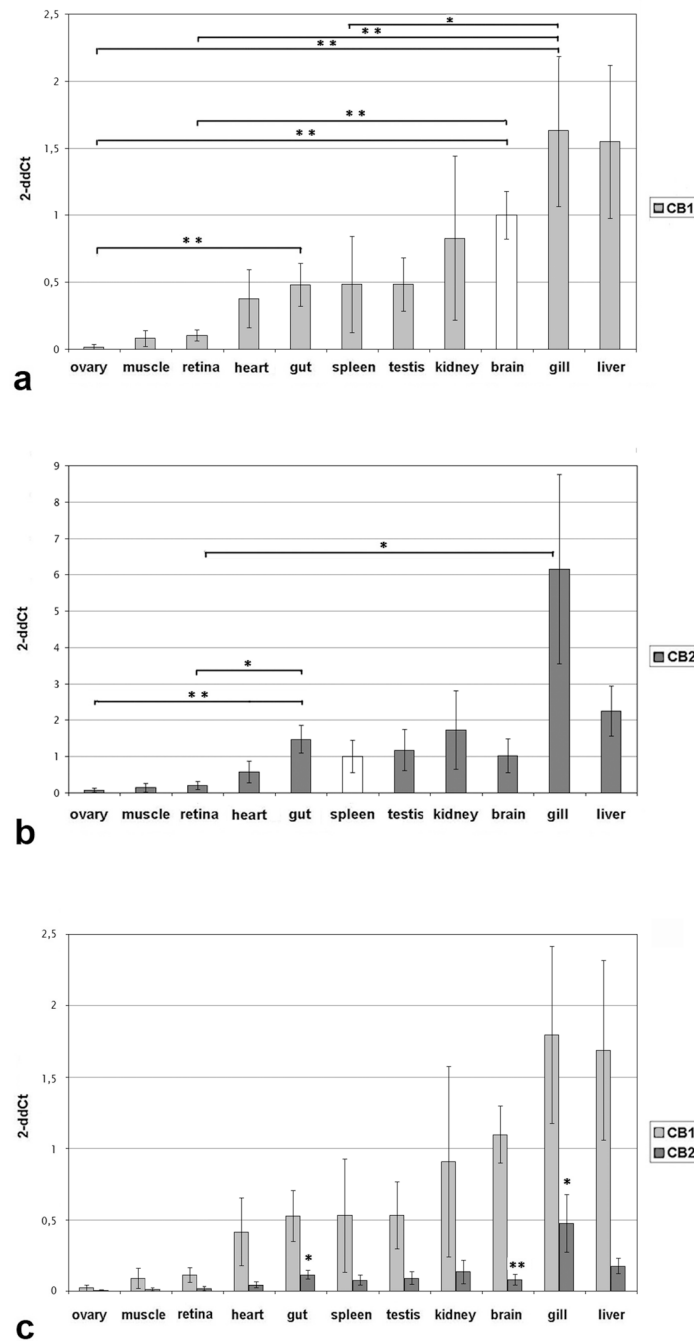 2,5
2
1,5
1
0,5
0
2-ddCt
*
**
**
**
**
**
CB1
ovary muscle retina heart gut spleen testis kidney brain gill liver
a
9
8
7
6
5
4
3
2
1
0
2-ddCt
*
*
**
CB2
ovary muscle retina heart gut spleen testis kidney brain gill liver
b
2,5
2
1,5
1
0,5
0
2-ddCt
*
**
*
CB1
CB2
ovary muscle retina heart gut spleen testis kidney brain gill liver
c